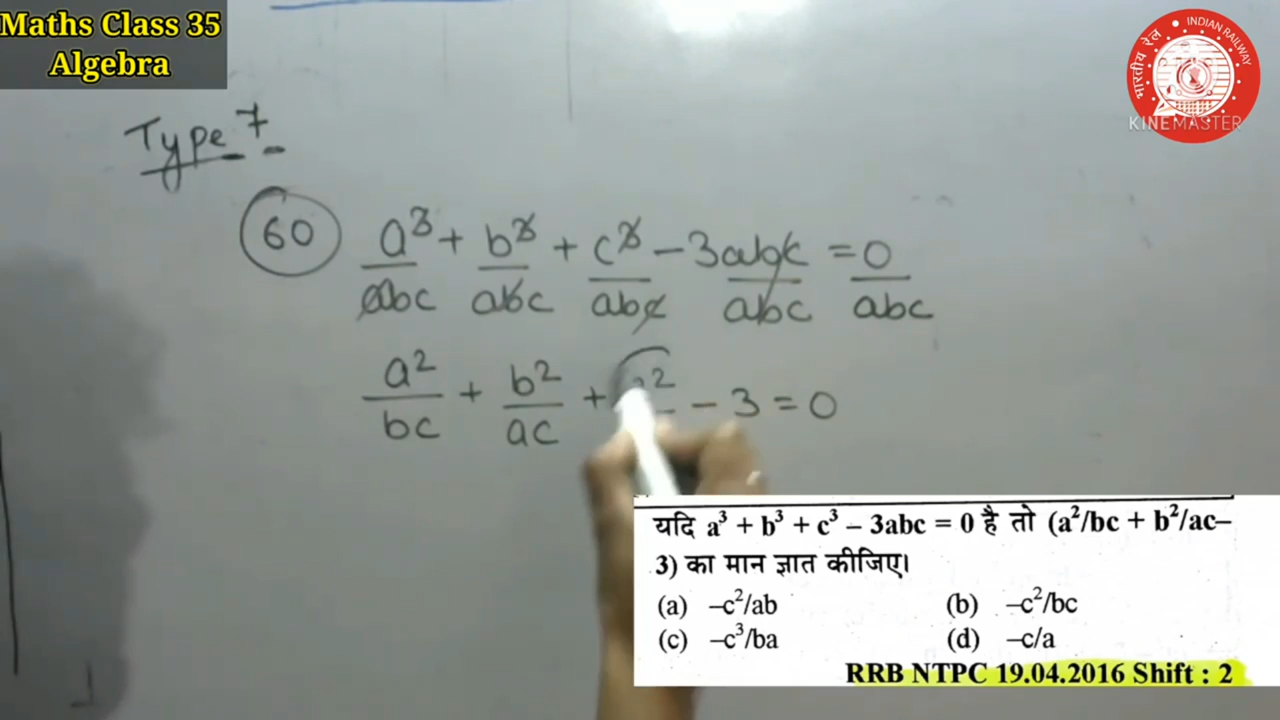 Maths Class 35
Algebra
भारतीय रेल
INDIAN RAILWAY
KINEMASTER
Type 7
60 a³/abc + b³/abc + c³/abc - 3abc/abc = 0/abc
a²/bc + b²/ac + - 3 = 0
यदि a³ + b³ + c³ – 3abc = 0 है तो (a²/bc + b²/ac–
3) का मान ज्ञात कीजिए।
(a) –c²/ab (b) –c²/bc
(c) –c³/ba (d) –c/a
RRB NTPC 19.04.2016 Shift : 2